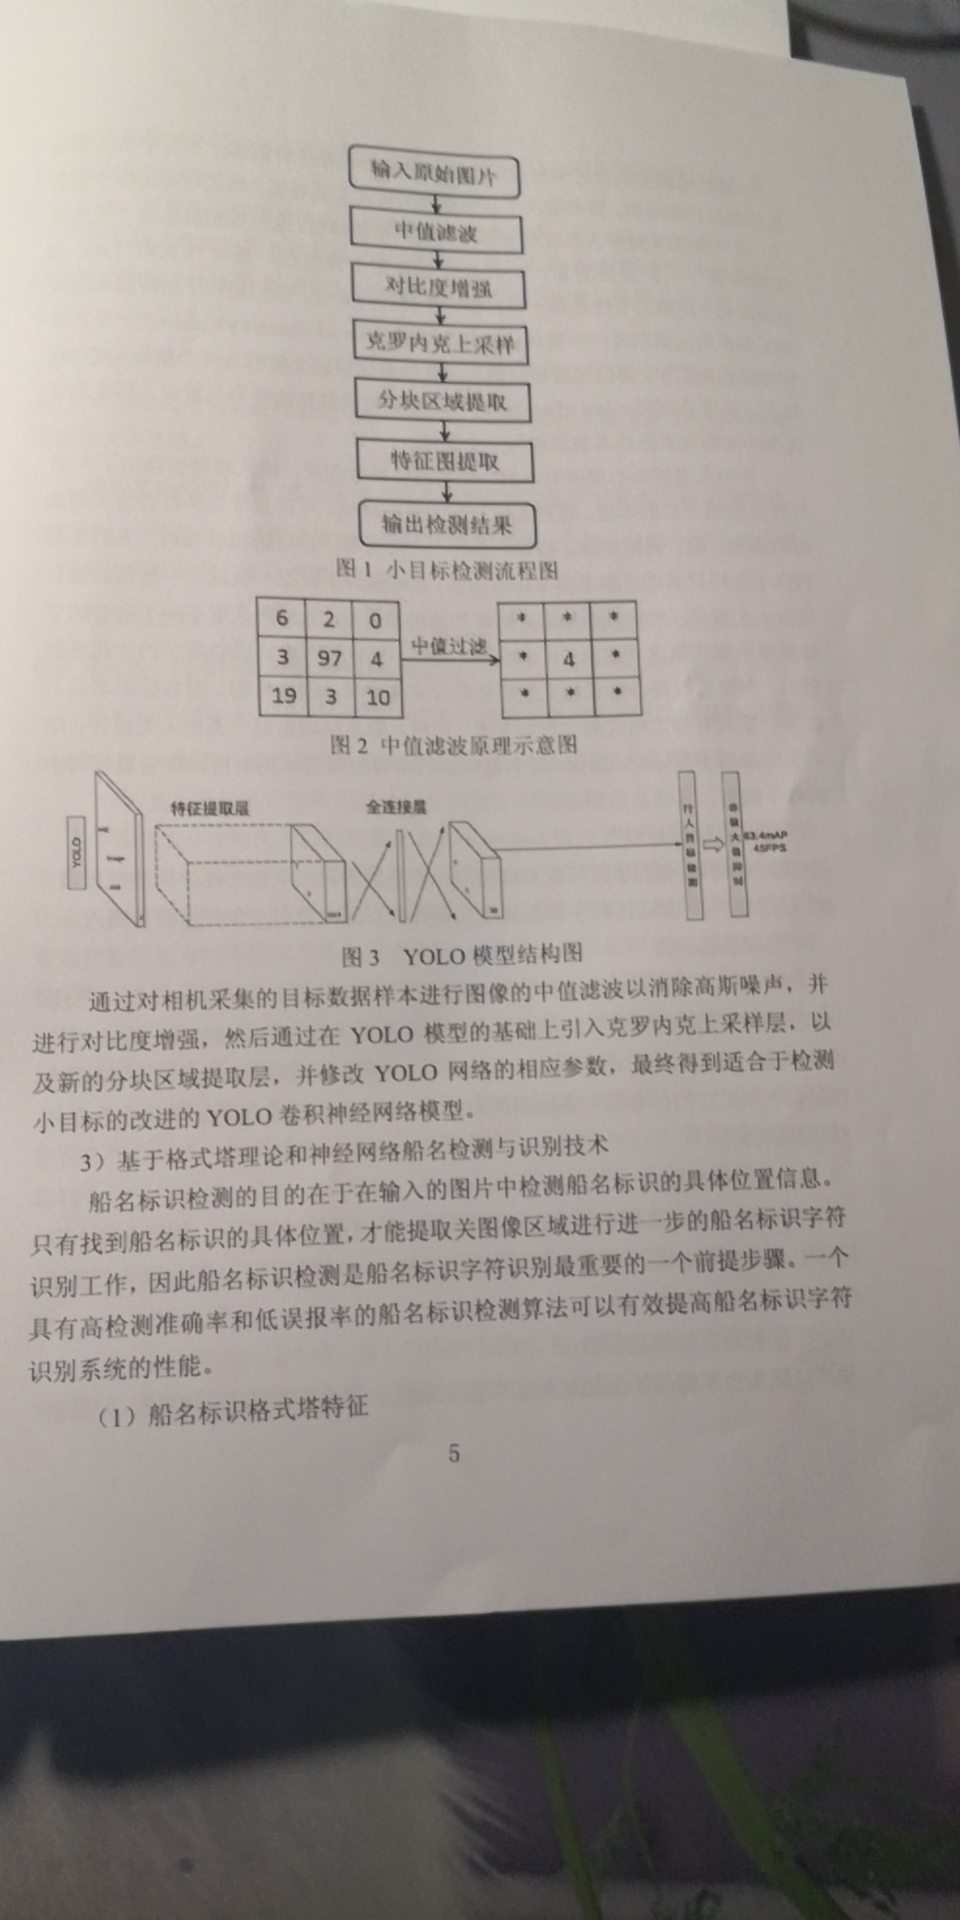 输入原始图片
中值滤波
对比度增强
克罗内克上采样
分块区域提取
特征图提取
输出检测结果
图 1 小目标检测流程图
6 2 0
3 97 4
19 3 10
中值过滤
* * *
* 4 *
* * *
图 2 中值滤波原理示意图
YOLO
特征提取层
全连接层
行人目标检测
非极大值抑制
63.4mAP
45FPS
图 3 YOLO 模型结构图
通过对相机采集的目标数据样本进行图像的中值滤波以消除高斯噪声，并
进行对比度增强，然后通过在 YOLO 模型的基础上引入克罗内克上采样层，以
及新的分块区域提取层，并修改 YOLO 网络的相应参数，最终得到适合于检测
小目标的改进的 YOLO 卷积神经网络模型。
3）基于格式塔理论和神经网络船名检测与识别技术
船名标识检测的目的在于在输入的图片中检测船名标识的具体位置信息。
只有找到船名标识的具体位置，才能提取关图像区域进行进一步的船名标识字符
识别工作，因此船名标识检测是船名标识字符识别最重要的一个前提步骤。一个
具有高检测准确率和低误报率的船名标识检测算法可以有效提高船名标识字符
识别系统的性能。
（1）船名标识格式塔特征
5